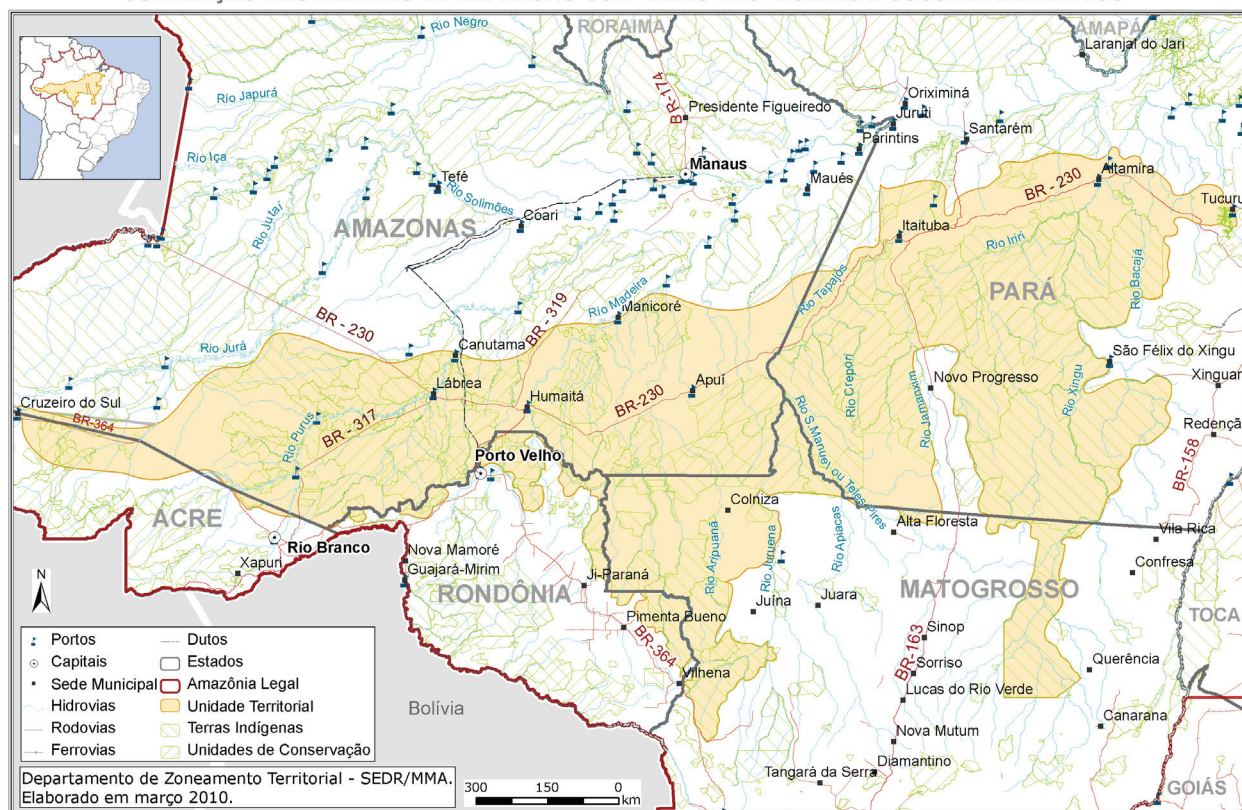 RORAIMA
AMAPÁ
Laranjal do Jari
Rio Negro
BR-174
Rio Japurá
Presidente Figueiredo
Oriximiná
Juruti
Parintins
Santarém
Rio Iça
Manaus
Tefé
Maués
Altamira
BR - 230
Rio Solimões
Rio Jutaí
Coari
AMAZONAS
Tucuru
Itaituba
Rio Iriri
Rio Bacajá
Rio Tapajós
PARÁ
Rio Madeira
Manicoré
BR - 319
BR - 230
Rio Juruá
Canutama
São Félix do Xingu
Xinguar
Lábrea
Apuí
Novo Progresso
Rio Crepori
Rio Jamanxim
Rio Xingu
Cruzeiro do Sul
BR-364
Humaitá
BR-230
Rio Purus
BR - 317
Redençã
BR-158
Rio S.Manuel ou Teles Pires
Porto Velho
Colniza
ACRE
Alta Floresta
Vila Rica
Rio Branco
Xapuri
Nova Mamoré
Guajará-Mirim
Rio Aripuanã
Rio Juruena
Rio Apiacas
Confresa
RONDÔNIA
Ji-Paraná
MATOGROSSO
Juína
Juara
TOCA
Pimenta Bueno
Sinop
BR-364
BR-163
Sorriso
Querência
Vilhena
Lucas do Rio Verde
Bolívia
Nova Mutum
Canarana
Diamantino
Tangará da Serra
GOIÁS
N
Portos
Capitais
Sede Municipal
Hidrovias
Rodovias
Ferrovias
Dutos
Estados
Amazônia Legal
Unidade Territorial
Terras Indígenas
Unidades de Conservação
Departamento de Zoneamento Territorial - SEDR/MMA.
Elaborado em março 2010.
300 150 0
km